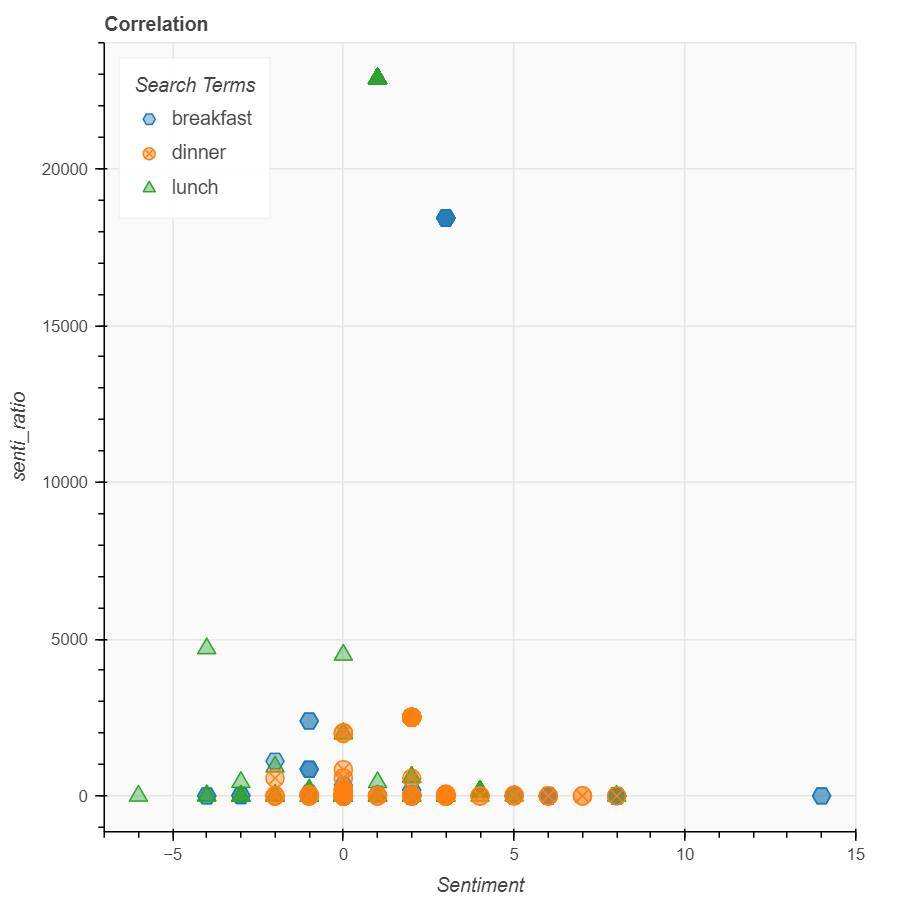 Correlation
Search Terms
breakfast
dinner
lunch
20000
15000
10000
5000
0
senti_ratio
−5
0
5
10
15
Sentiment